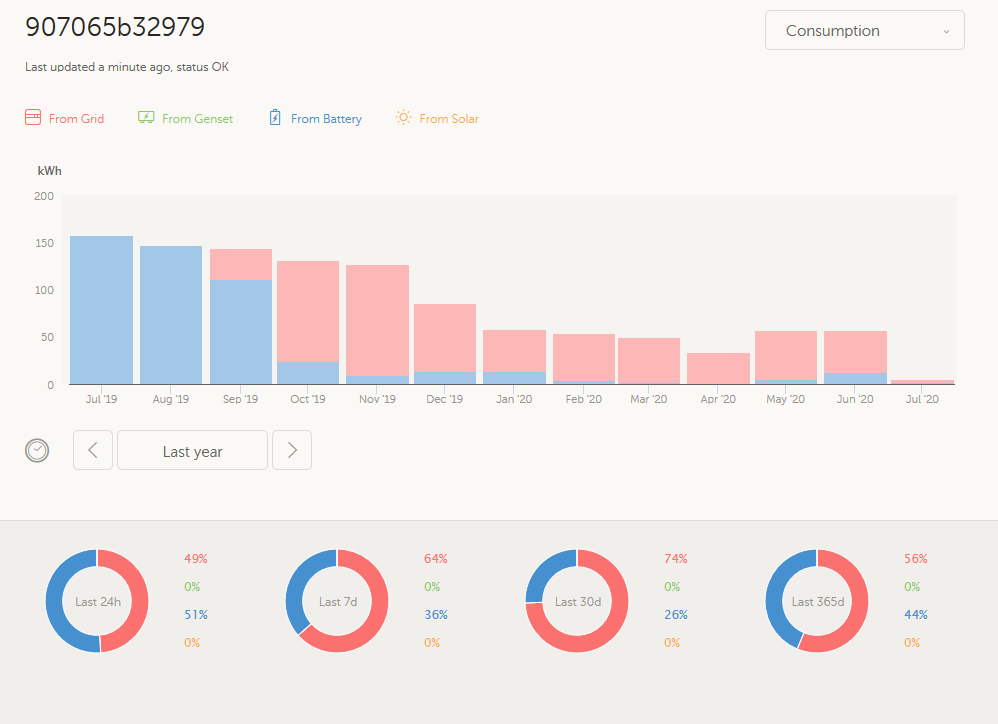 907065b32979
Consumption
Last updated a minute ago, status OK
From Grid From Genset From Battery From Solar
kWh
200
150
100
50
0
Jul '19 Aug '19 Sep '19 Oct '19 Nov '19 Dec '19 Jan '20 Feb '20 Mar '20 Apr '20 May '20 Jun '20 Jul '20
Last year
Last 24h
49%
0%
51%
0%
Last 7d
64%
0%
36%
0%
Last 30d
74%
0%
26%
0%
Last 365d
56%
0%
44%
0%